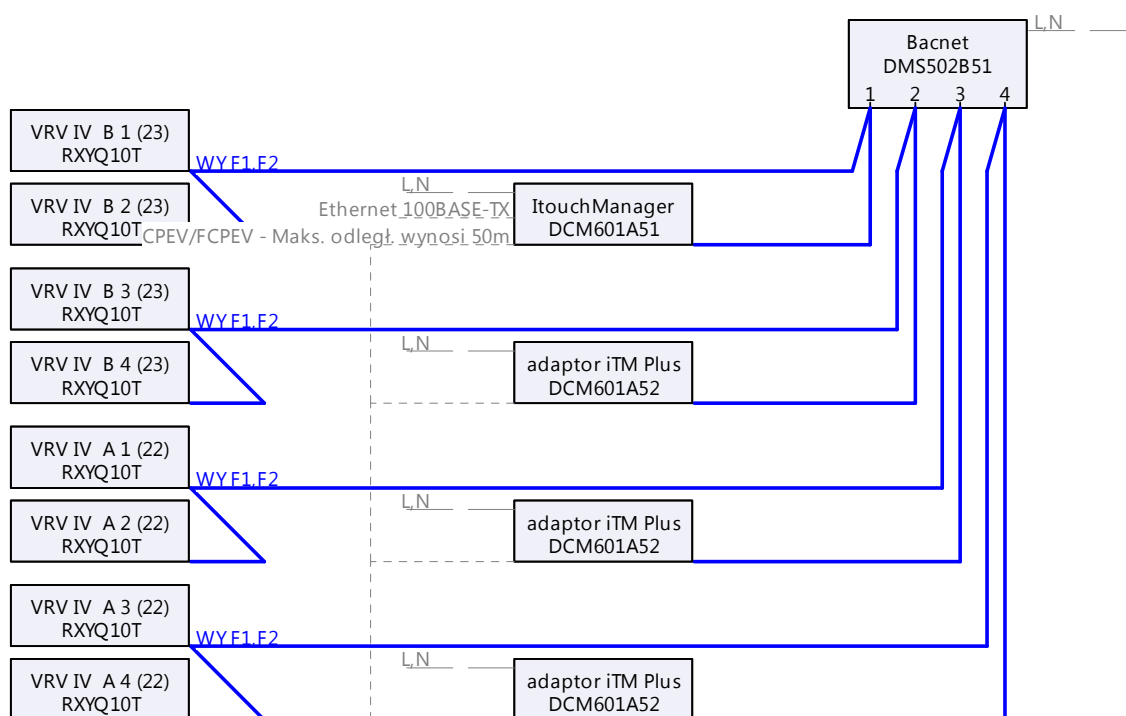 L,N
Bacnet
DMS502B51
1 2 3 4
VRV IV B 1 (23)
RXYQ10T
WY F1,F2
VRV IV B 2 (23)
RXYQ10T
L,N
Ethernet 100BASE-TX
CPEV/FCPEV - Maks. odległ. wynosi 50m
ItouchManager
DCM601A51
VRV IV B 3 (23)
RXYQ10T
WY F1,F2
VRV IV B 4 (23)
RXYQ10T
L,N
adaptor iTM Plus
DCM601A52
VRV IV A 1 (22)
RXYQ10T
WY F1,F2
VRV IV A 2 (22)
RXYQ10T
L,N
adaptor iTM Plus
DCM601A52
VRV IV A 3 (22)
RXYQ10T
WY F1,F2
VRV IV A 4 (22)
RXYQ10T
L,N
adaptor iTM Plus
DCM601A52